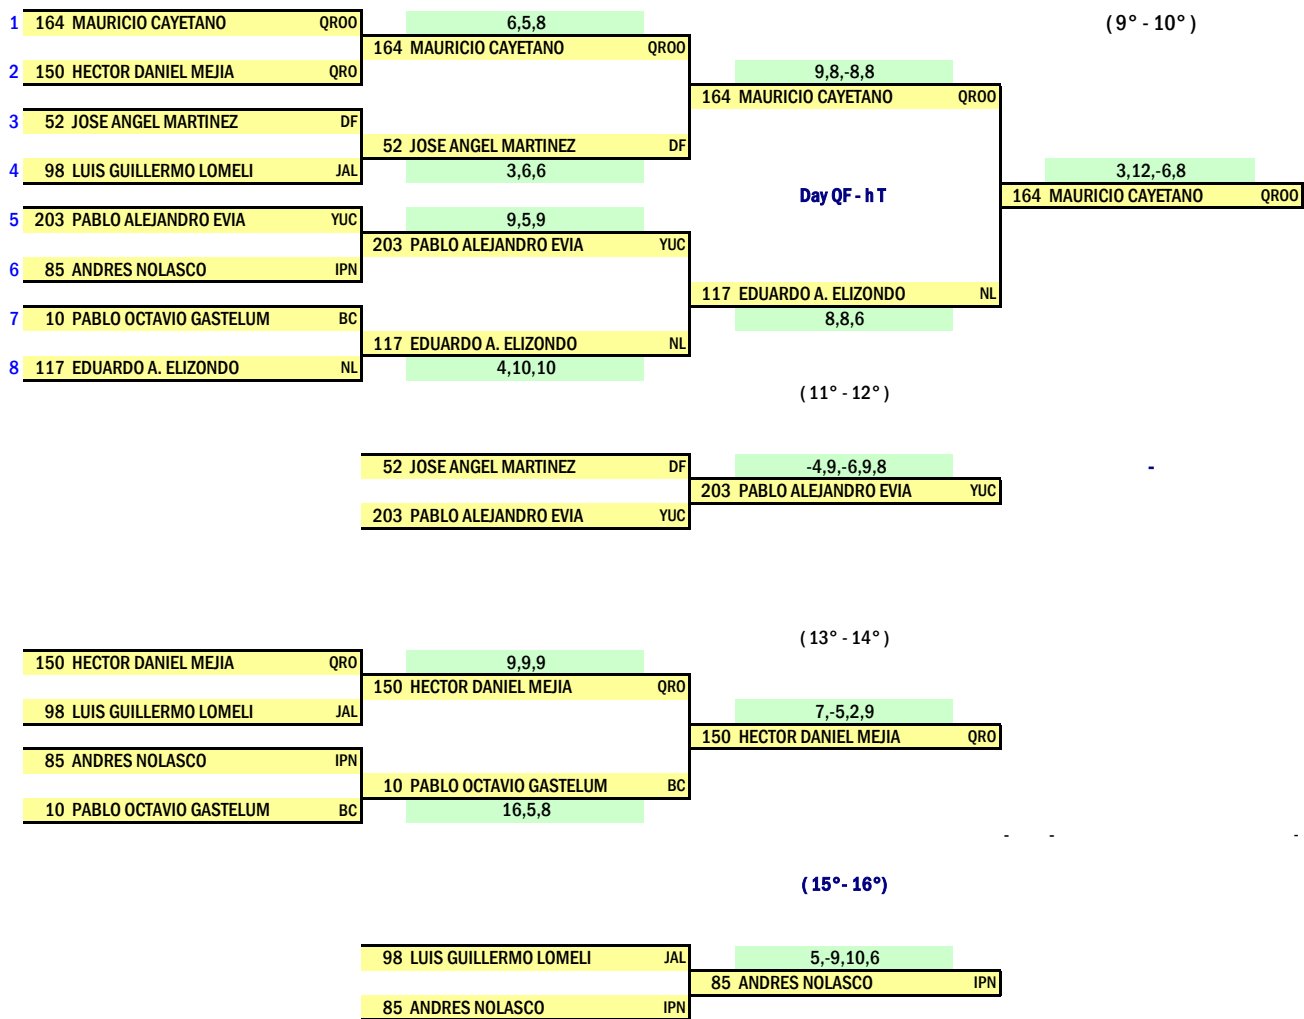 1 164 MAURICIO CAYETANO QROO 6,5,8 ( 9° - 10° )
164 MAURICIO CAYETANO QROO
2 150 HECTOR DANIEL MEJIA QRO 9,8,-8,8
164 MAURICIO CAYETANO QROO
3 52 JOSE ANGEL MARTINEZ DF
52 JOSE ANGEL MARTINEZ DF
4 98 LUIS GUILLERMO LOMELI JAL 3,6,6 3,12,-6,8
Day QF - h T 164 MAURICIO CAYETANO QROO
5 203 PABLO ALEJANDRO EVIA YUC 9,5,9
203 PABLO ALEJANDRO EVIA YUC
6 85 ANDRES NOLASCO IPN
117 EDUARDO A. ELIZONDO NL
7 10 PABLO OCTAVIO GASTELUM BC 8,8,6
117 EDUARDO A. ELIZONDO NL
8 117 EDUARDO A. ELIZONDO NL 4,10,10
( 11° - 12° )
52 JOSE ANGEL MARTINEZ DF -4,9,-6,9,8 -
203 PABLO ALEJANDRO EVIA YUC
203 PABLO ALEJANDRO EVIA YUC
( 13° - 14° )
150 HECTOR DANIEL MEJIA QRO 9,9,9
150 HECTOR DANIEL MEJIA QRO
98 LUIS GUILLERMO LOMELI JAL 7,-5,2,9
150 HECTOR DANIEL MEJIA QRO
85 ANDRES NOLASCO IPN
10 PABLO OCTAVIO GASTELUM BC
10 PABLO OCTAVIO GASTELUM BC 16,5,8
- - -
( 15°- 16°)
98 LUIS GUILLERMO LOMELI JAL 5,-9,10,6
85 ANDRES NOLASCO IPN
85 ANDRES NOLASCO IPN